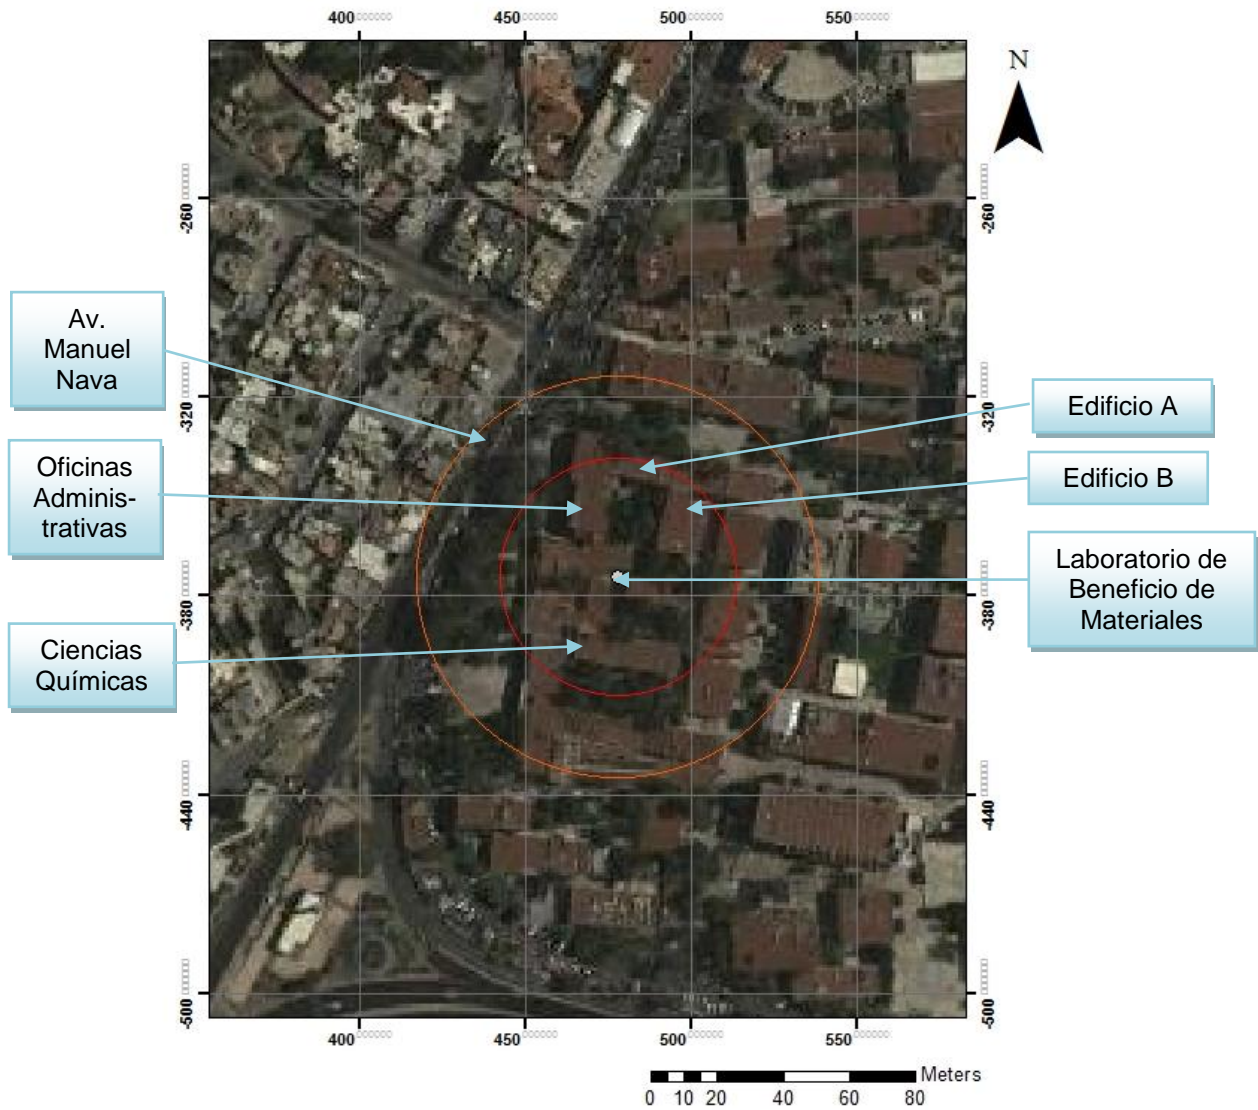 400 450 500 550
N
-260
-320
-380
-440
-500
-260
-320
-380
-440
-500
Av.
Manuel
Nava
Oficinas
Adminis-
trativas
Ciencias
Químicas
Edificio A
Edificio B
Laboratorio de
Beneficio de
Materiales
400 450 500 550
Meters
0 10 20 40 60 80